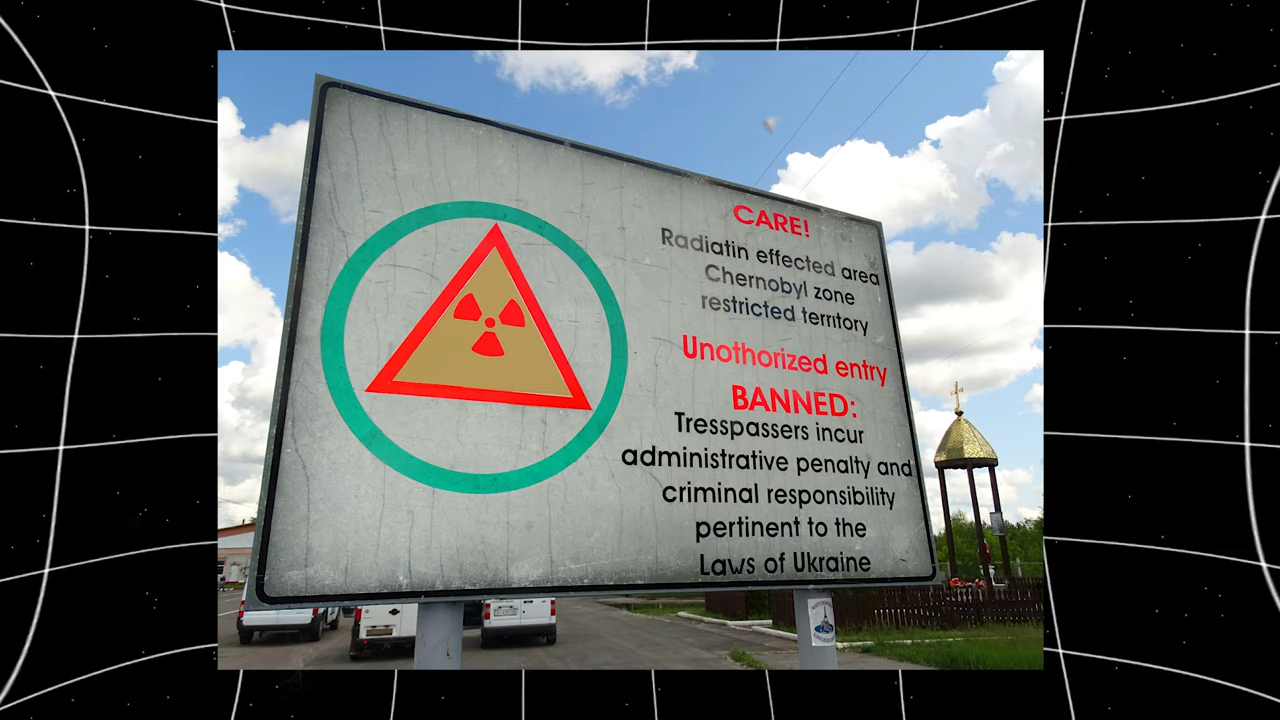 CARE!
Radiatin effected area
Chernobyl zone
restricted territory
Unothorized entry
BANNED:
Tresspassers incur
administrative penalty and
criminal responsibility
pertinent to the
Laws of Ukraine